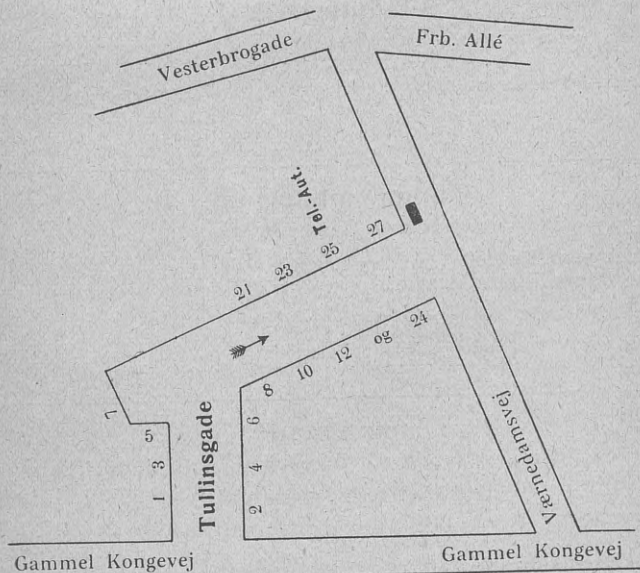 Vesterbrogade
Frb. Allé
Tel.-Aut.
21
23
25
27
8
10
12
og
24
7
5
3
1
6
4
2
Tullinsgade
Værnedamsvej
Gammel Kongevej
Gammel Kongevej